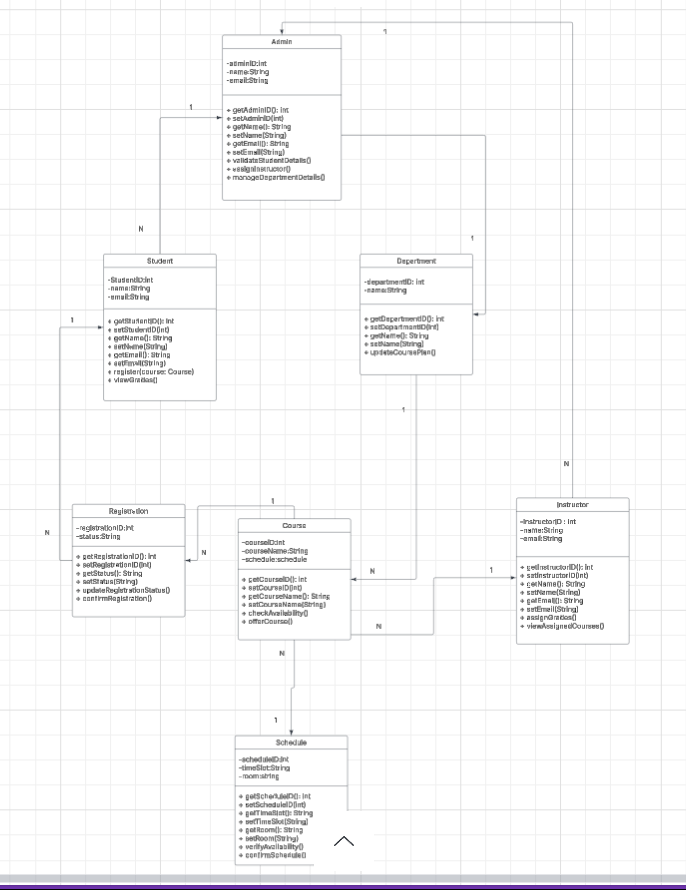 1
Admin
-adminID:int
-name:String
-email:String
+ getAdminID(): int
+ setAdminID(int)
+ getName(): String
+ setName(String)
+ getEmail(): String
+ setEmail(String)
+ validateStudentDetails()
+ assignInstructor()
+ manageDepartmentDetails()
1
N
1
Student
-StudentID:int
-name:String
-email:String
+ getStudentID(): int
+ setStudentID(int)
+ getName(): String
+ setName(String)
+ getEmail(): String
+ setEmail(String)
+ register(course: Course)
+ viewGrades()
Department
-departmentID: int
-name:String
+ getDepartmentID(): int
+ setDepartmentID(int)
+ getName(): String
+ setName(String)
+ updateCoursePlan()
1
1
N
N
Registration
-registrationID:int
-status:String
+ getRegistrationID(): int
+ setRegistrationID(int)
+ getStatus(): String
+ setStatus(String)
+ updateRegistrationStatus()
+ confirmRegistration()
1
N
Course
-courseID:int
-courseName:String
-schedule:schedule
+ getCourseID(): int
+ setCourseID(int)
+ getCourseName(): String
+ setCourseName(String)
+ checkAvailability()
+ offerCourse()
N
1
N
Instructor
-InstructorID : int
-name:String
-email:String
+ getInstructorID(): int
+ setInstructorID(int)
+ getName(): String
+ setName(String)
+ getEmail(): String
+ setEmail(String)
+ assignGrades()
+ viewAssignedCourses()
N
1
Schedule
-scheduleID:int
-timeSlot:String
-room:string
+ getScheduleID(): int
+ setScheduleID(int)
+ getTimeSlot(): String
+ setTimeSlot(String)
+ getRoom(): String
+ setRoom(String)
+ verifyAvailability()
+ confirmSchedule()